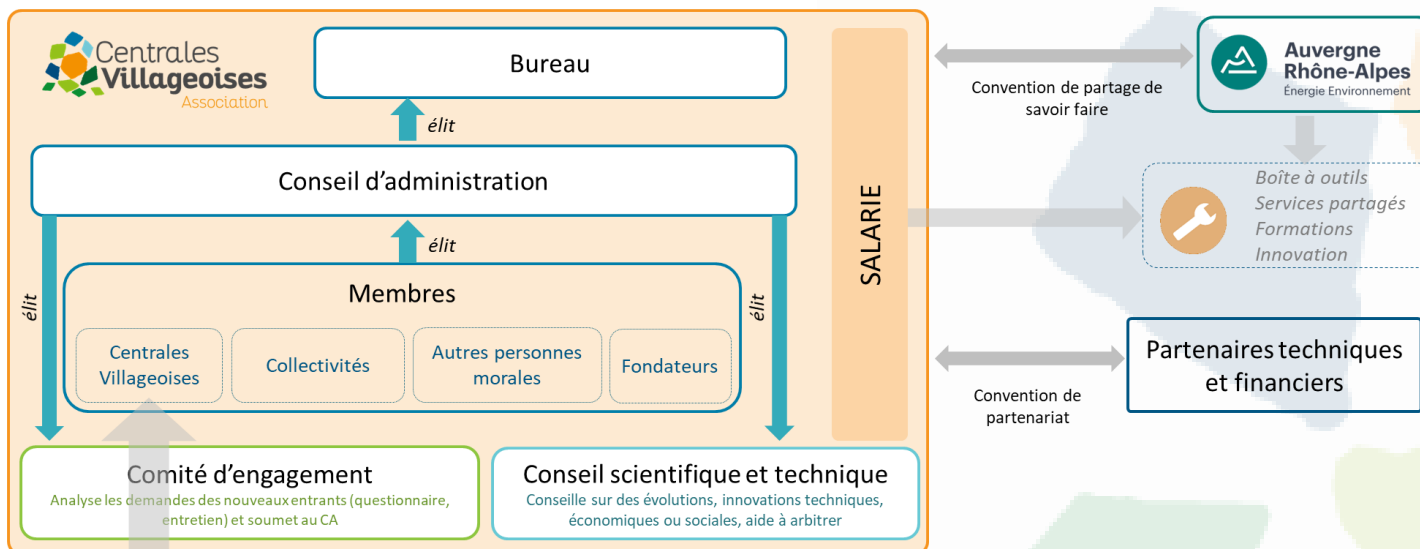 Centrales
Villageoises
Association
Bureau
élit
Conseil d’administration
élit
élit
élit
Membres
Centrales
Villageoises
Collectivités
Autres personnes
morales
Fondateurs
Comité d’engagement
Analyse les demandes des nouveaux entrants (questionnaire,
entretien) et soumet au CA
Conseil scientifique et technique
Conseille sur des évolutions, innovations techniques,
économiques ou sociales, aide à arbitrer
SALARIE
Convention de partage de
savoir faire
Auvergne
Rhône-Alpes
Énergie Environnement
Boîte à outils
Services partagés
Formations
Innovation
Convention de
partenariat
Partenaires techniques
et financiers